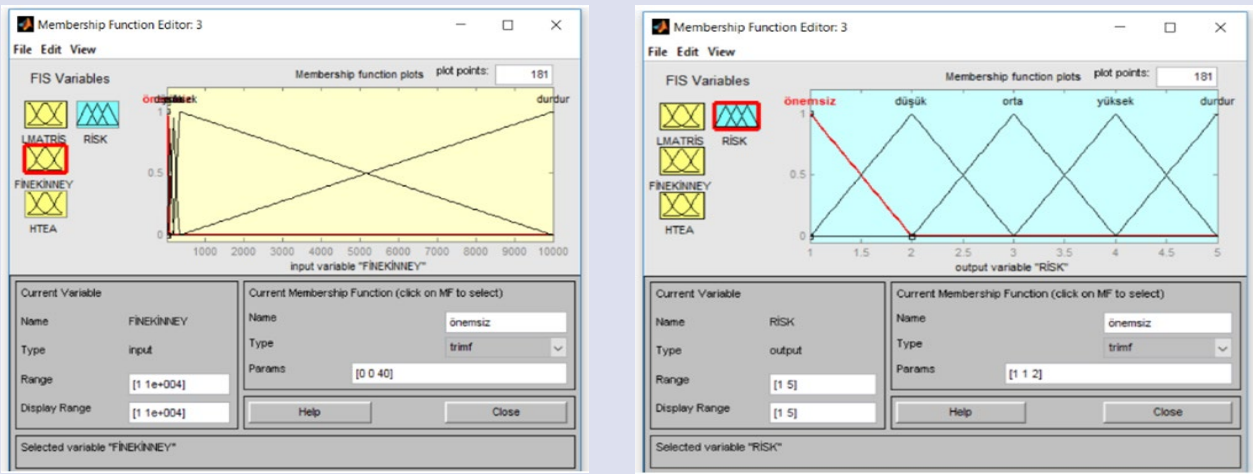 Membership Function Editor: 3
File Edit View
FIS Variables
Membership function plots plot points: 181
durdur
LMATRİS RİSK
FİNEKİNNEY
HTEA
1
0.5
0
1000 2000 3000 4000 5000 6000 7000 8000 9000 10000
input variable "FİNEKİNNEY"
Current Variable
Name FİNEKİNNEY
Type input
Range [1 1e+004]
Display Range [1 1e+004]
Current Membership Function (click on MF to select)
Name önemsiz
Type trimf
Params [0 0 40]
Help Close
Selected variable "FİNEKİNNEY"
Membership Function Editor: 3
File Edit View
FIS Variables
Membership function plots plot points: 181
önemsiz düşük orta yüksek durdur
LMATRİS RİSK
FİNEKİNNEY
HTEA
1
0.5
0
1 1.5 2 2.5 3 3.5 4 4.5 5
output variable "RİSK"
Current Variable
Name RİSK
Type output
Range [1 5]
Display Range [1 5]
Current Membership Function (click on MF to select)
Name önemsiz
Type trimf
Params [1 1 2]
Help Close
Selected variable "RİSK"